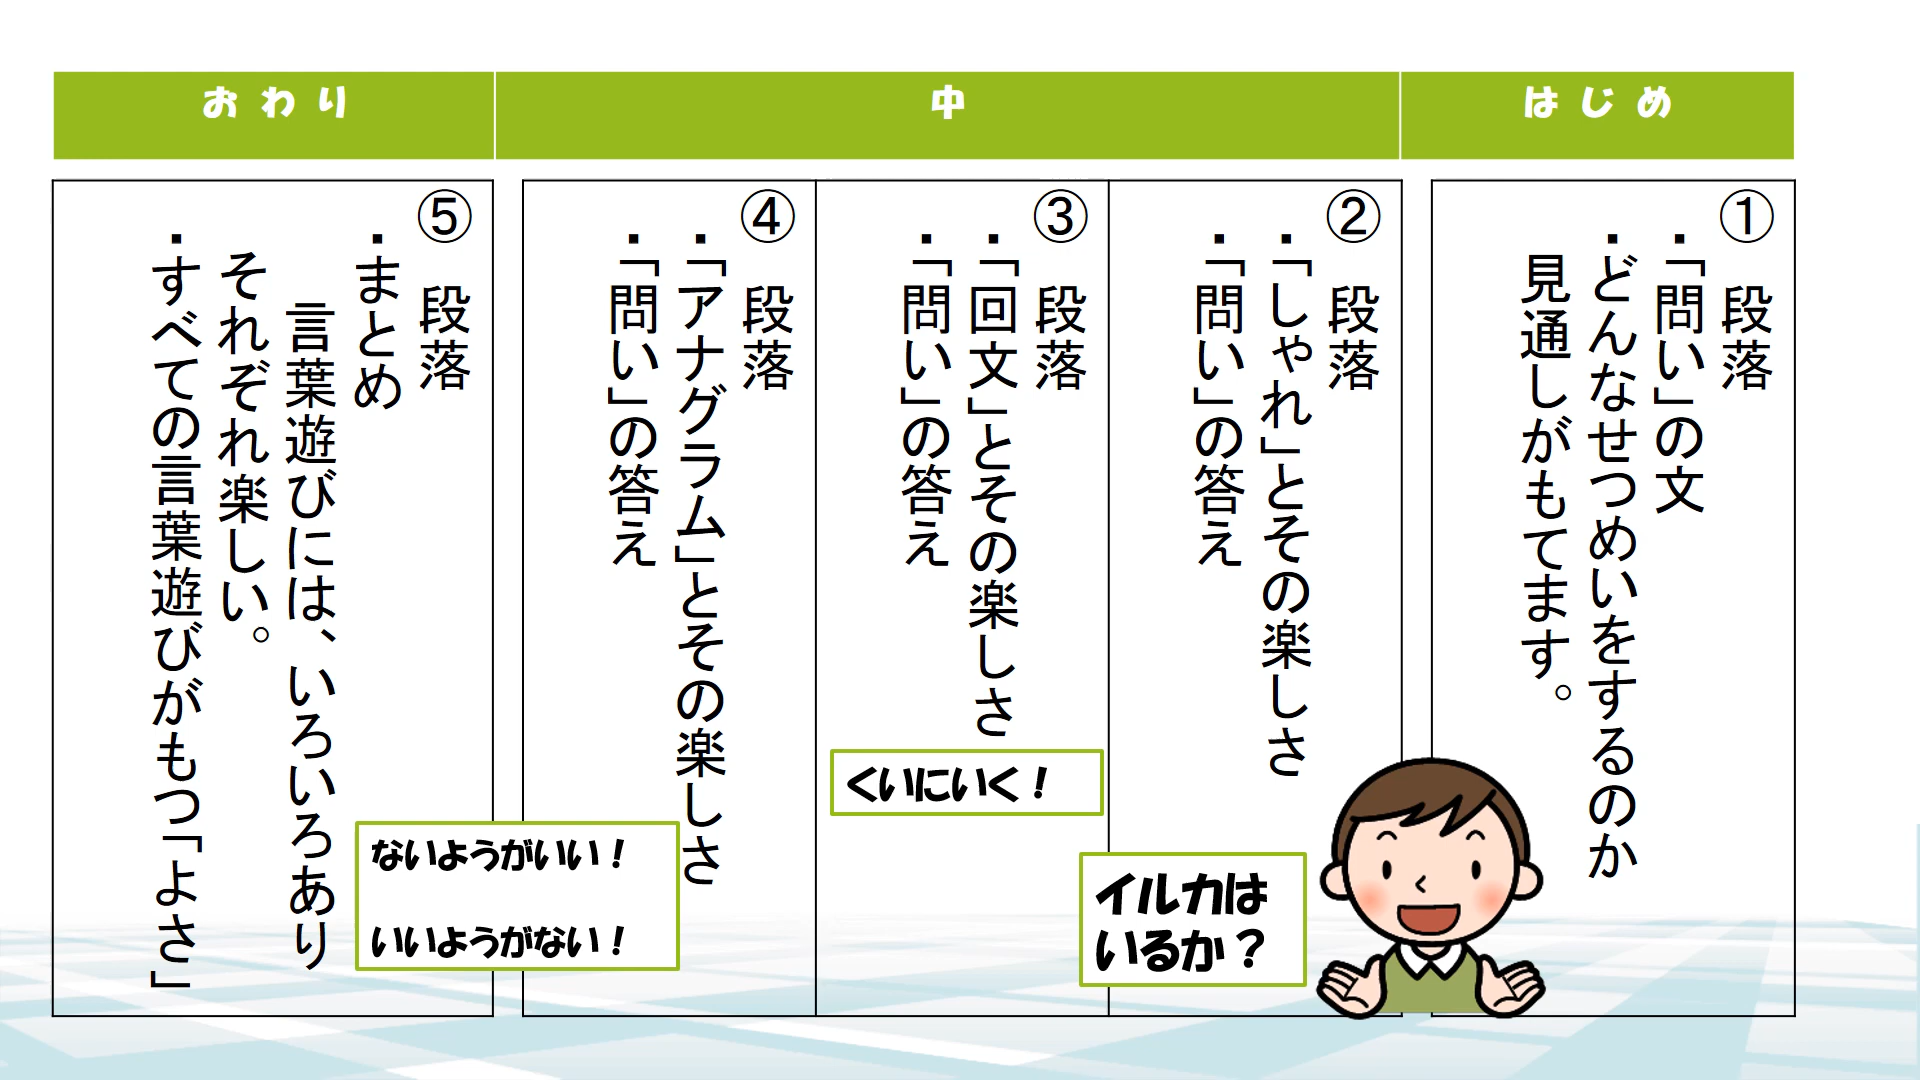 はじめ
①　段落
・「問い」の文
・どんなせつめいをするのか
見通しがもてます。
中
②　段落
・「しゃれ」とその楽しさ
・「問い」の答え
イルカは
いるか？
③　段落
・「回文」とその楽しさ
・「問い」の答え
くいにいく！
④　段落
・「アナグラム」とその楽しさ
・「問い」の答え
ないようがいい！
いいようがない！
おわり
⑤　段落
・まとめ
言葉遊びには、いろいろあり
それぞれ楽しい。
・すべての言葉遊びがもつ「よさ」